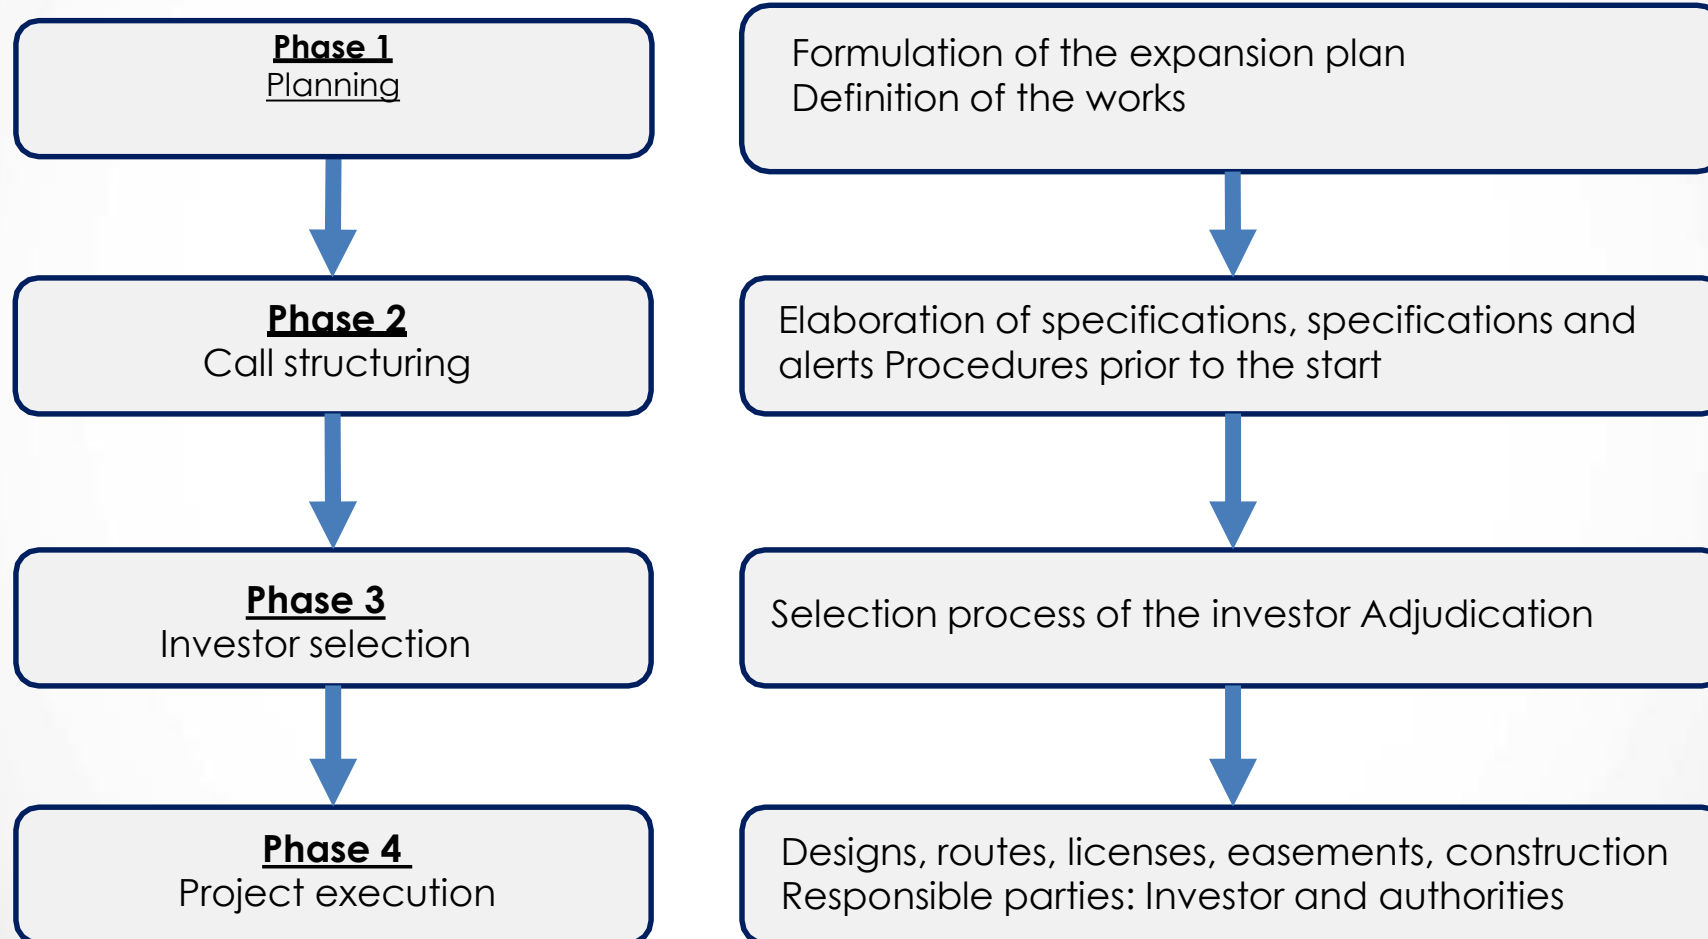 Phase 1
Planning
Formulation of the expansion plan
Definition of the works
Phase 2
Call structuring
Elaboration of specifications, specifications and
alerts Procedures prior to the start
Phase 3
Investor selection
Selection process of the investor Adjudication
Phase 4
Project execution
Designs, routes, licenses, easements, construction
Responsible parties: Investor and authorities